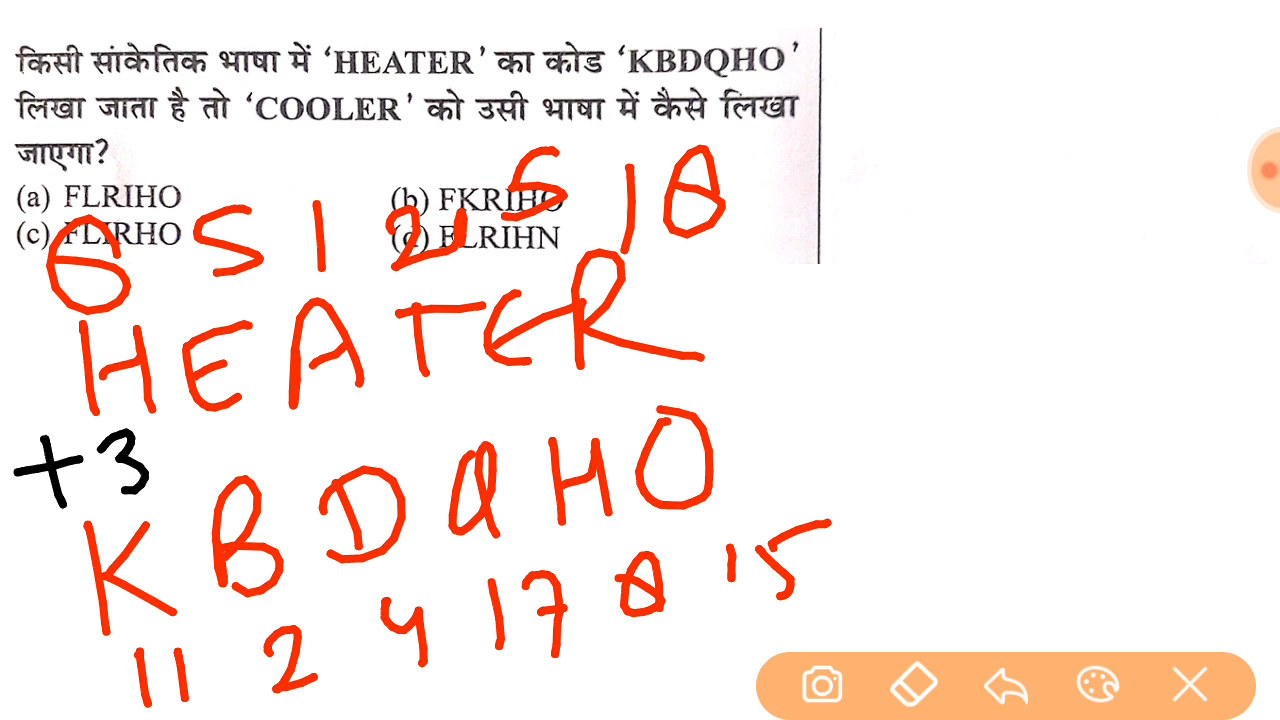 किसी सांकेतिक भाषा में ‘HEATER’ का कोड ‘KBDQHO’
लिखा जाता है तो ‘COOLER’ को उसी भाषा में कैसे लिखा
जाएगा?
(a) FLRIHO (b) FKRIHO
(c) FLIRHO (d) ELRIHN
8 5 1 20 5 18
HEATER
+3
KBDQHO
11 2 4 17 8 15